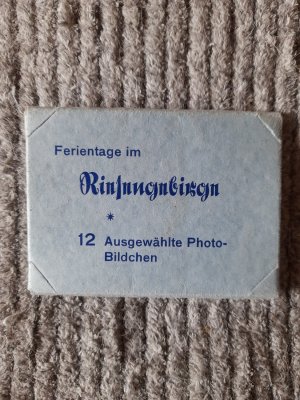 Ferientage im
Riesengebirge
*
12 Ausgewählte Photo-
Bildchen